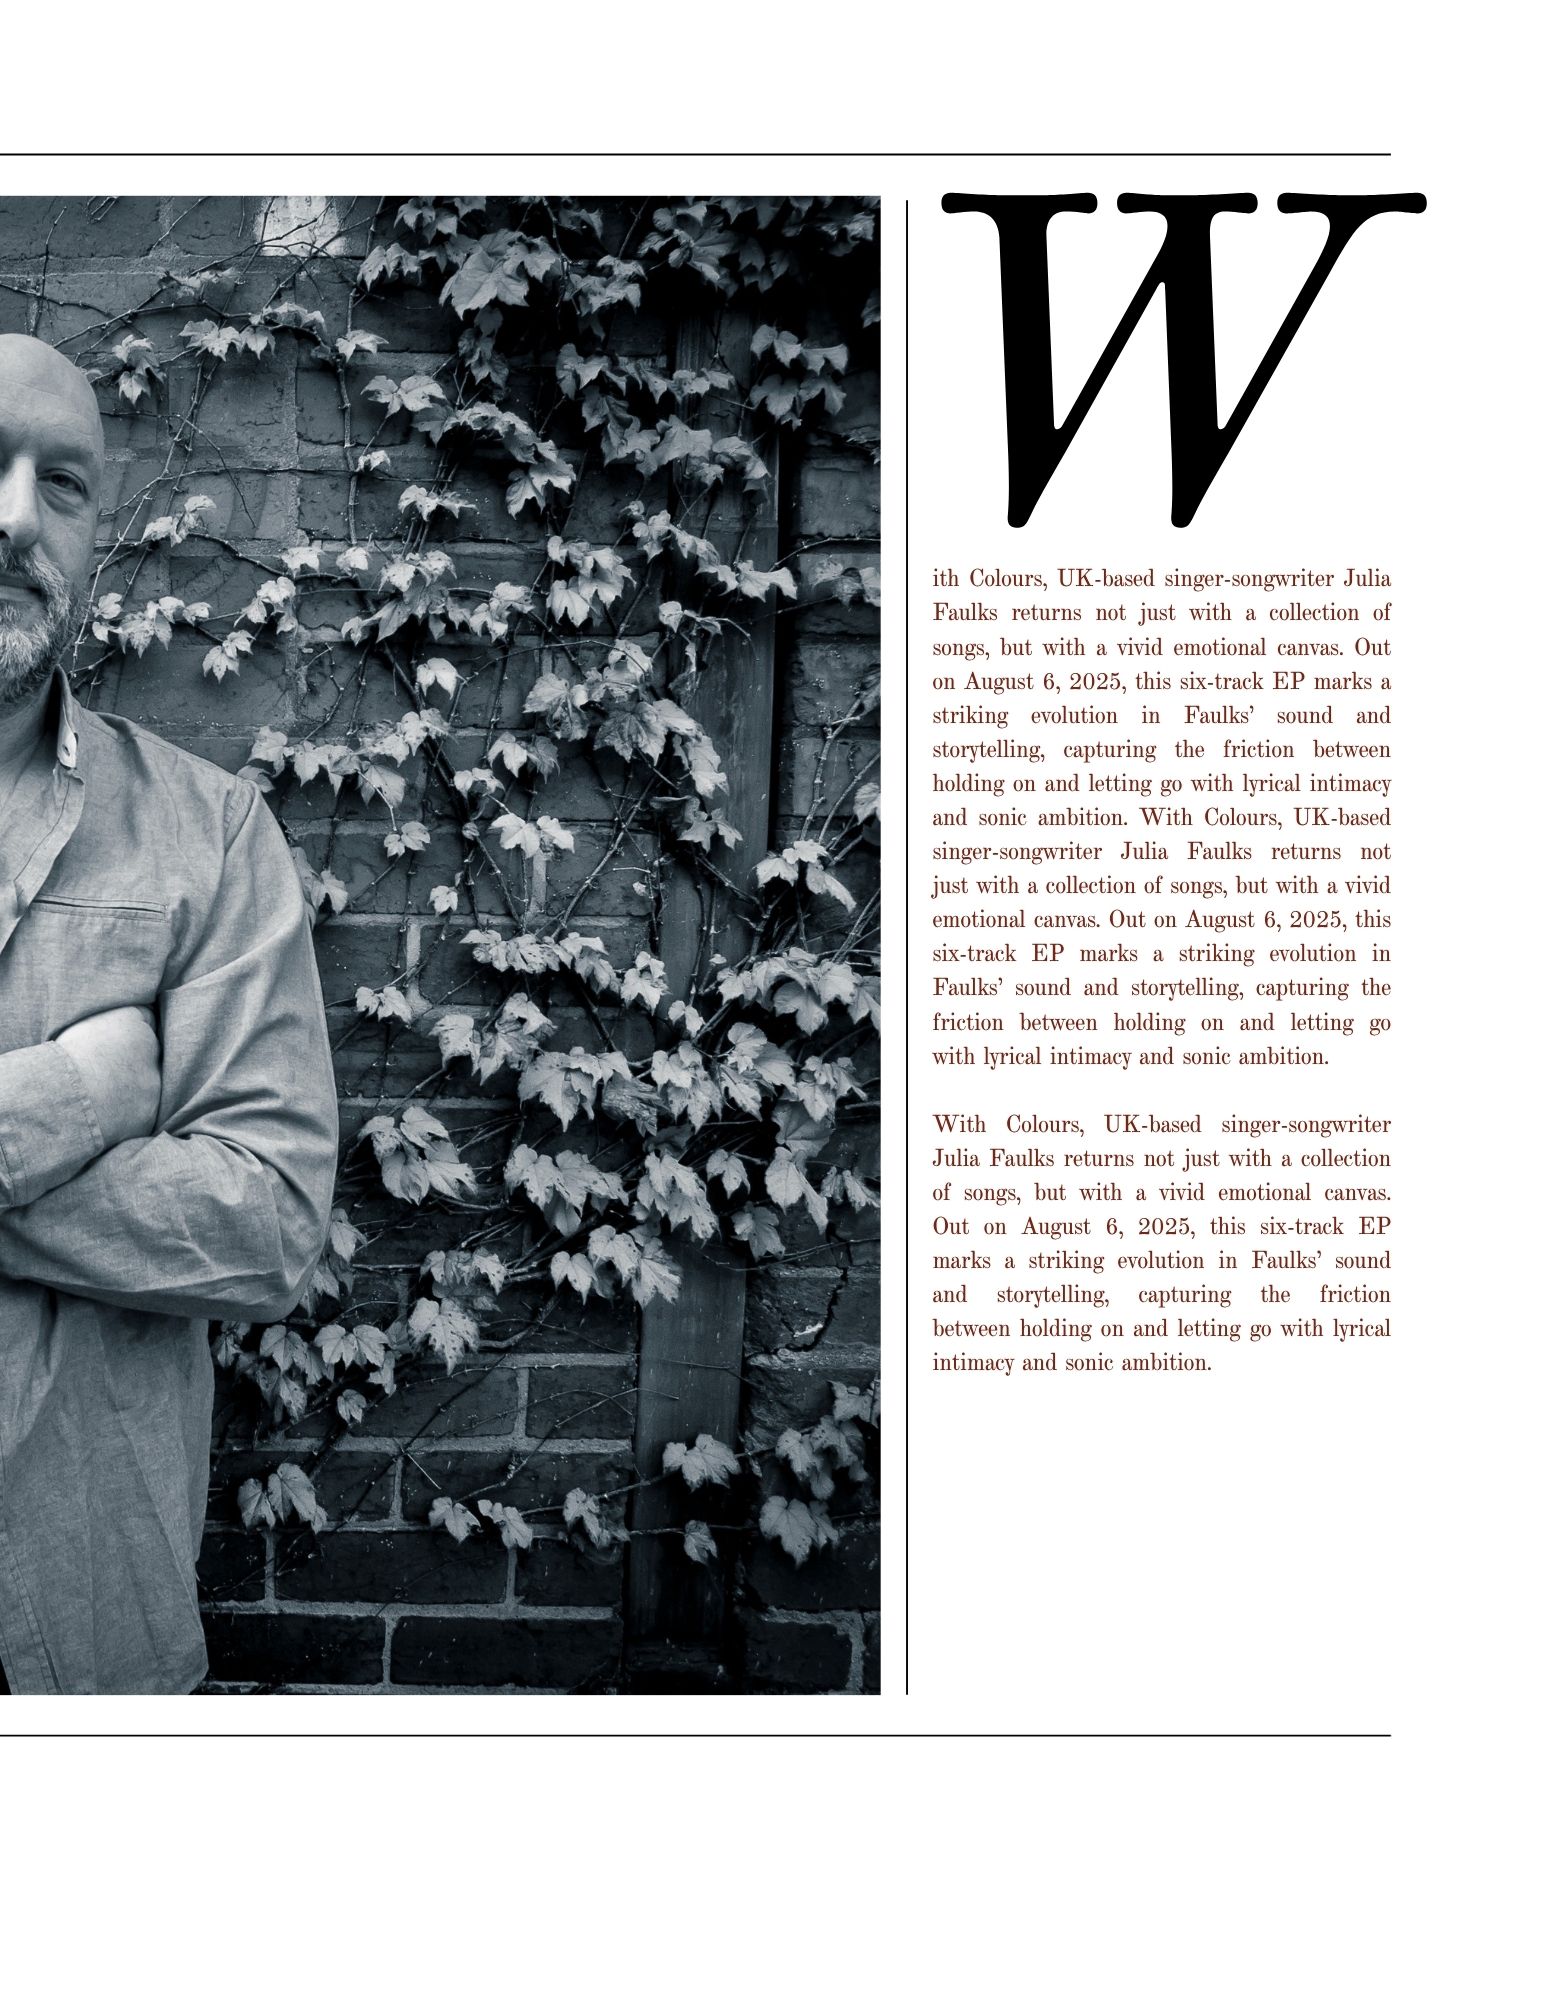 W
ith Colours, UK-based singer-songwriter Julia
Faulks returns not just with a collection of
songs, but with a vivid emotional canvas. Out
on August 6, 2025, this six-track EP marks a
striking evolution in Faulks’ sound and
storytelling, capturing the friction between
holding on and letting go with lyrical intimacy
and sonic ambition. With Colours, UK-based
singer-songwriter Julia Faulks returns not
just with a collection of songs, but with a vivid
emotional canvas. Out on August 6, 2025, this
six-track EP marks a striking evolution in
Faulks’ sound and storytelling, capturing the
friction between holding on and letting go
with lyrical intimacy and sonic ambition.
With Colours, UK-based singer-songwriter
Julia Faulks returns not just with a collection
of songs, but with a vivid emotional canvas.
Out on August 6, 2025, this six-track EP
marks a striking evolution in Faulks’ sound
and storytelling, capturing the friction
between holding on and letting go with lyrical
intimacy and sonic ambition.